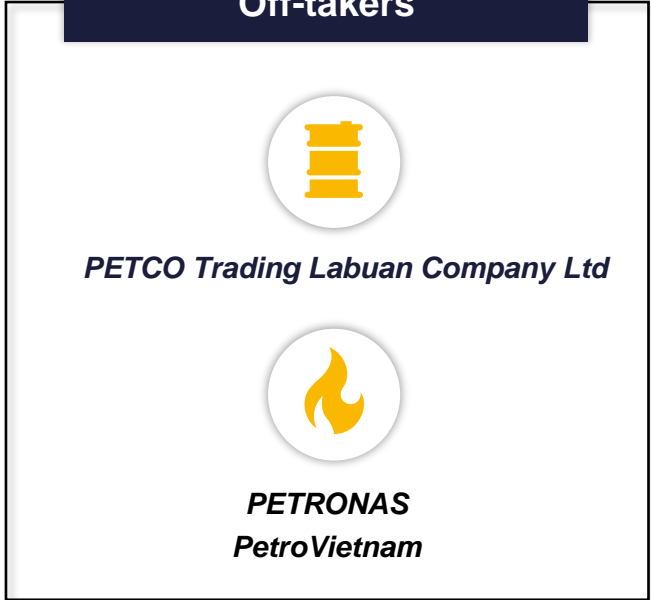 Off-takers
PETCO Trading Labuan Company Ltd
PETRONAS
PetroVietnam